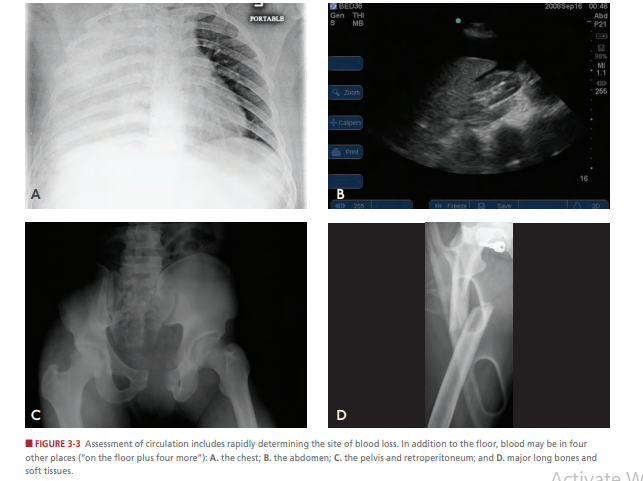 PORTABLE
A
BED36
2008Sep16 00:46
Gen THI
S MB
Abd
P21
98%
MI
1.1
255
Zoom
Calipers
Print
16
B
Freeze
Save
2D
C
D
FIGURE 3-3 Assessment of circulation includes rapidly determining the site of blood loss. In addition to the floor, blood may be in four
other places (“on the floor plus four more”): A. the chest; B. the abdomen; C. the pelvis and retroperitoneum; and D. major long bones and
soft tissues.
Activate W